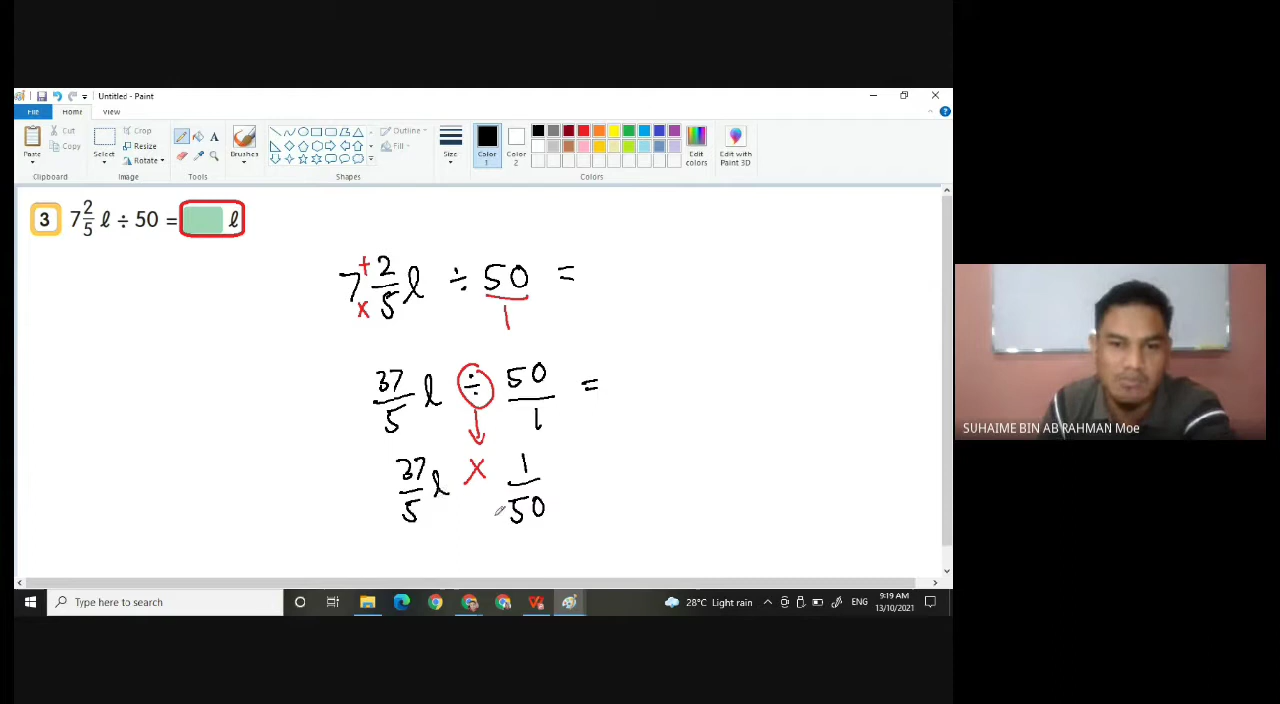 Untitled - Paint
File Home View
Cut
Copy
Paste
Clipboard
Crop
Resize
Rotate
Select
Image
A
Tools
Brushes
Outline
Fill
Shapes
Size
Color 1
Color 2
Edit colors
Colors
Edit with Paint 3D
3 7 2/5 ℓ ÷ 50 = ℓ
7 + x 2/5 ℓ ÷ 50/1 =
37/5 ℓ ÷ 50/1 =
37/5 ℓ x 1/50
SUHAIME BIN AB RAHMAN Moe
Type here to search
28°C Light rain
ENG
9:19 AM
13/10/2021